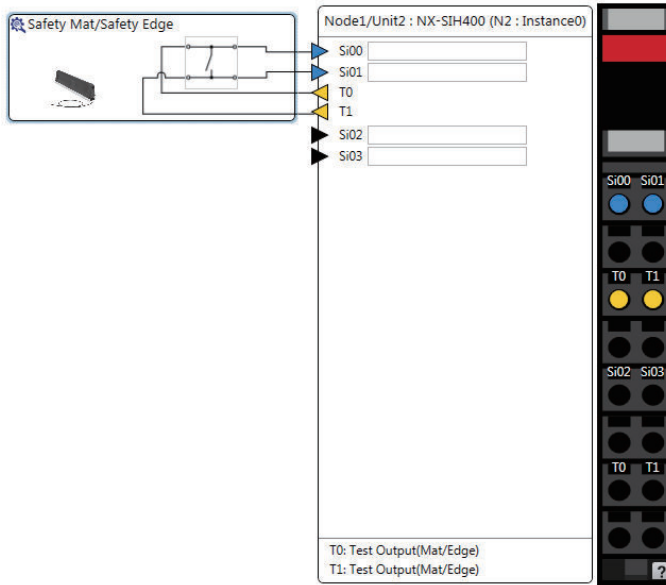 Safety Mat/Safety Edge
Node1/Unit2 : NX-SIH400 (N2 : Instance0)
Si00
Si01
T0
T1
Si02
Si03
T0: Test Output(Mat/Edge)
T1: Test Output(Mat/Edge)
Si00 Si01
T0 T1
Si02 Si03
T0 T1
?